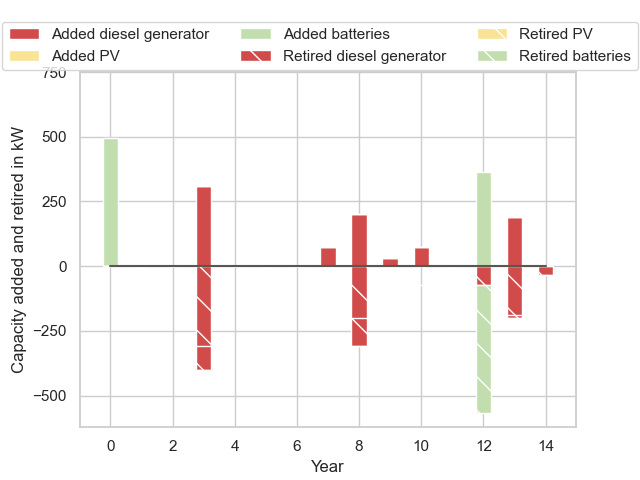 Added diesel generator
Added PV
Added batteries
Retired diesel generator
Retired PV
Retired batteries
750
500
250
0
−250
−500
Capacity added and retired in kW
0 2 4 6 8 10 12 14
Year